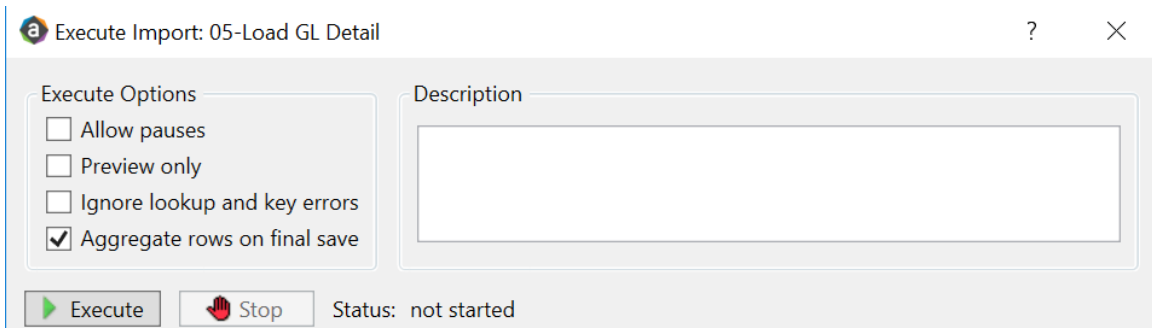 Execute Import: 05-Load GL Detail
Execute Options
Description
Allow pauses
Preview only
Ignore lookup and key errors
Aggregate rows on final save
Execute Stop Status: not started